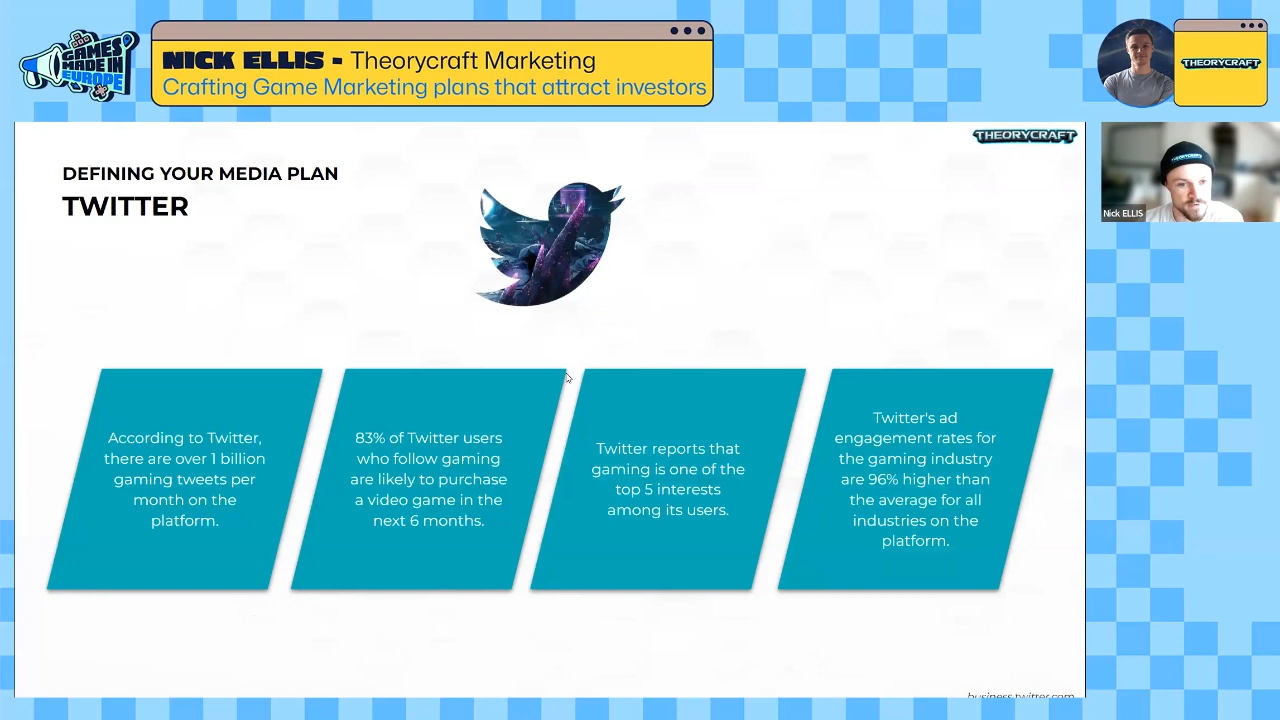 GAMES
MADE IN
EUROPE
NICK ELLIS - Theorycraft Marketing
Crafting Game Marketing plans that attract investors
THEORYCRAFT
THEORYCRAFT
DEFINING YOUR MEDIA PLAN
TWITTER
According to Twitter,
there are over 1 billion
gaming tweets per
month on the
platform.
83% of Twitter users
who follow gaming
are likely to purchase
a video game in the
next 6 months.
Twitter reports that
gaming is one of the
top 5 interests
among its users.
Twitter's ad
engagement rates for
the gaming industry
are 96% higher than
the average for all
industries on the
platform.
business.twitter.com
THEORYCRAFT
Nick ELLIS